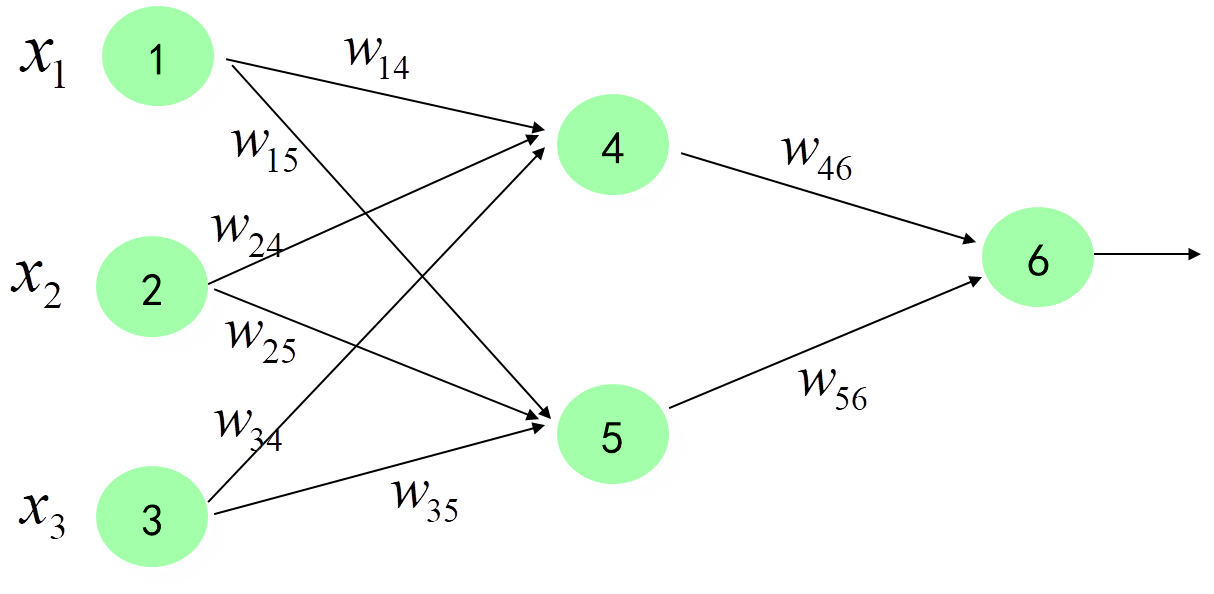 x₁ 1 w₁₄
w₁₅ 4 w₄₆
w₂₄
x₂ 2 6
w₂₅
w₅₆
w₃₄ 5
x₃ 3 w₃₅